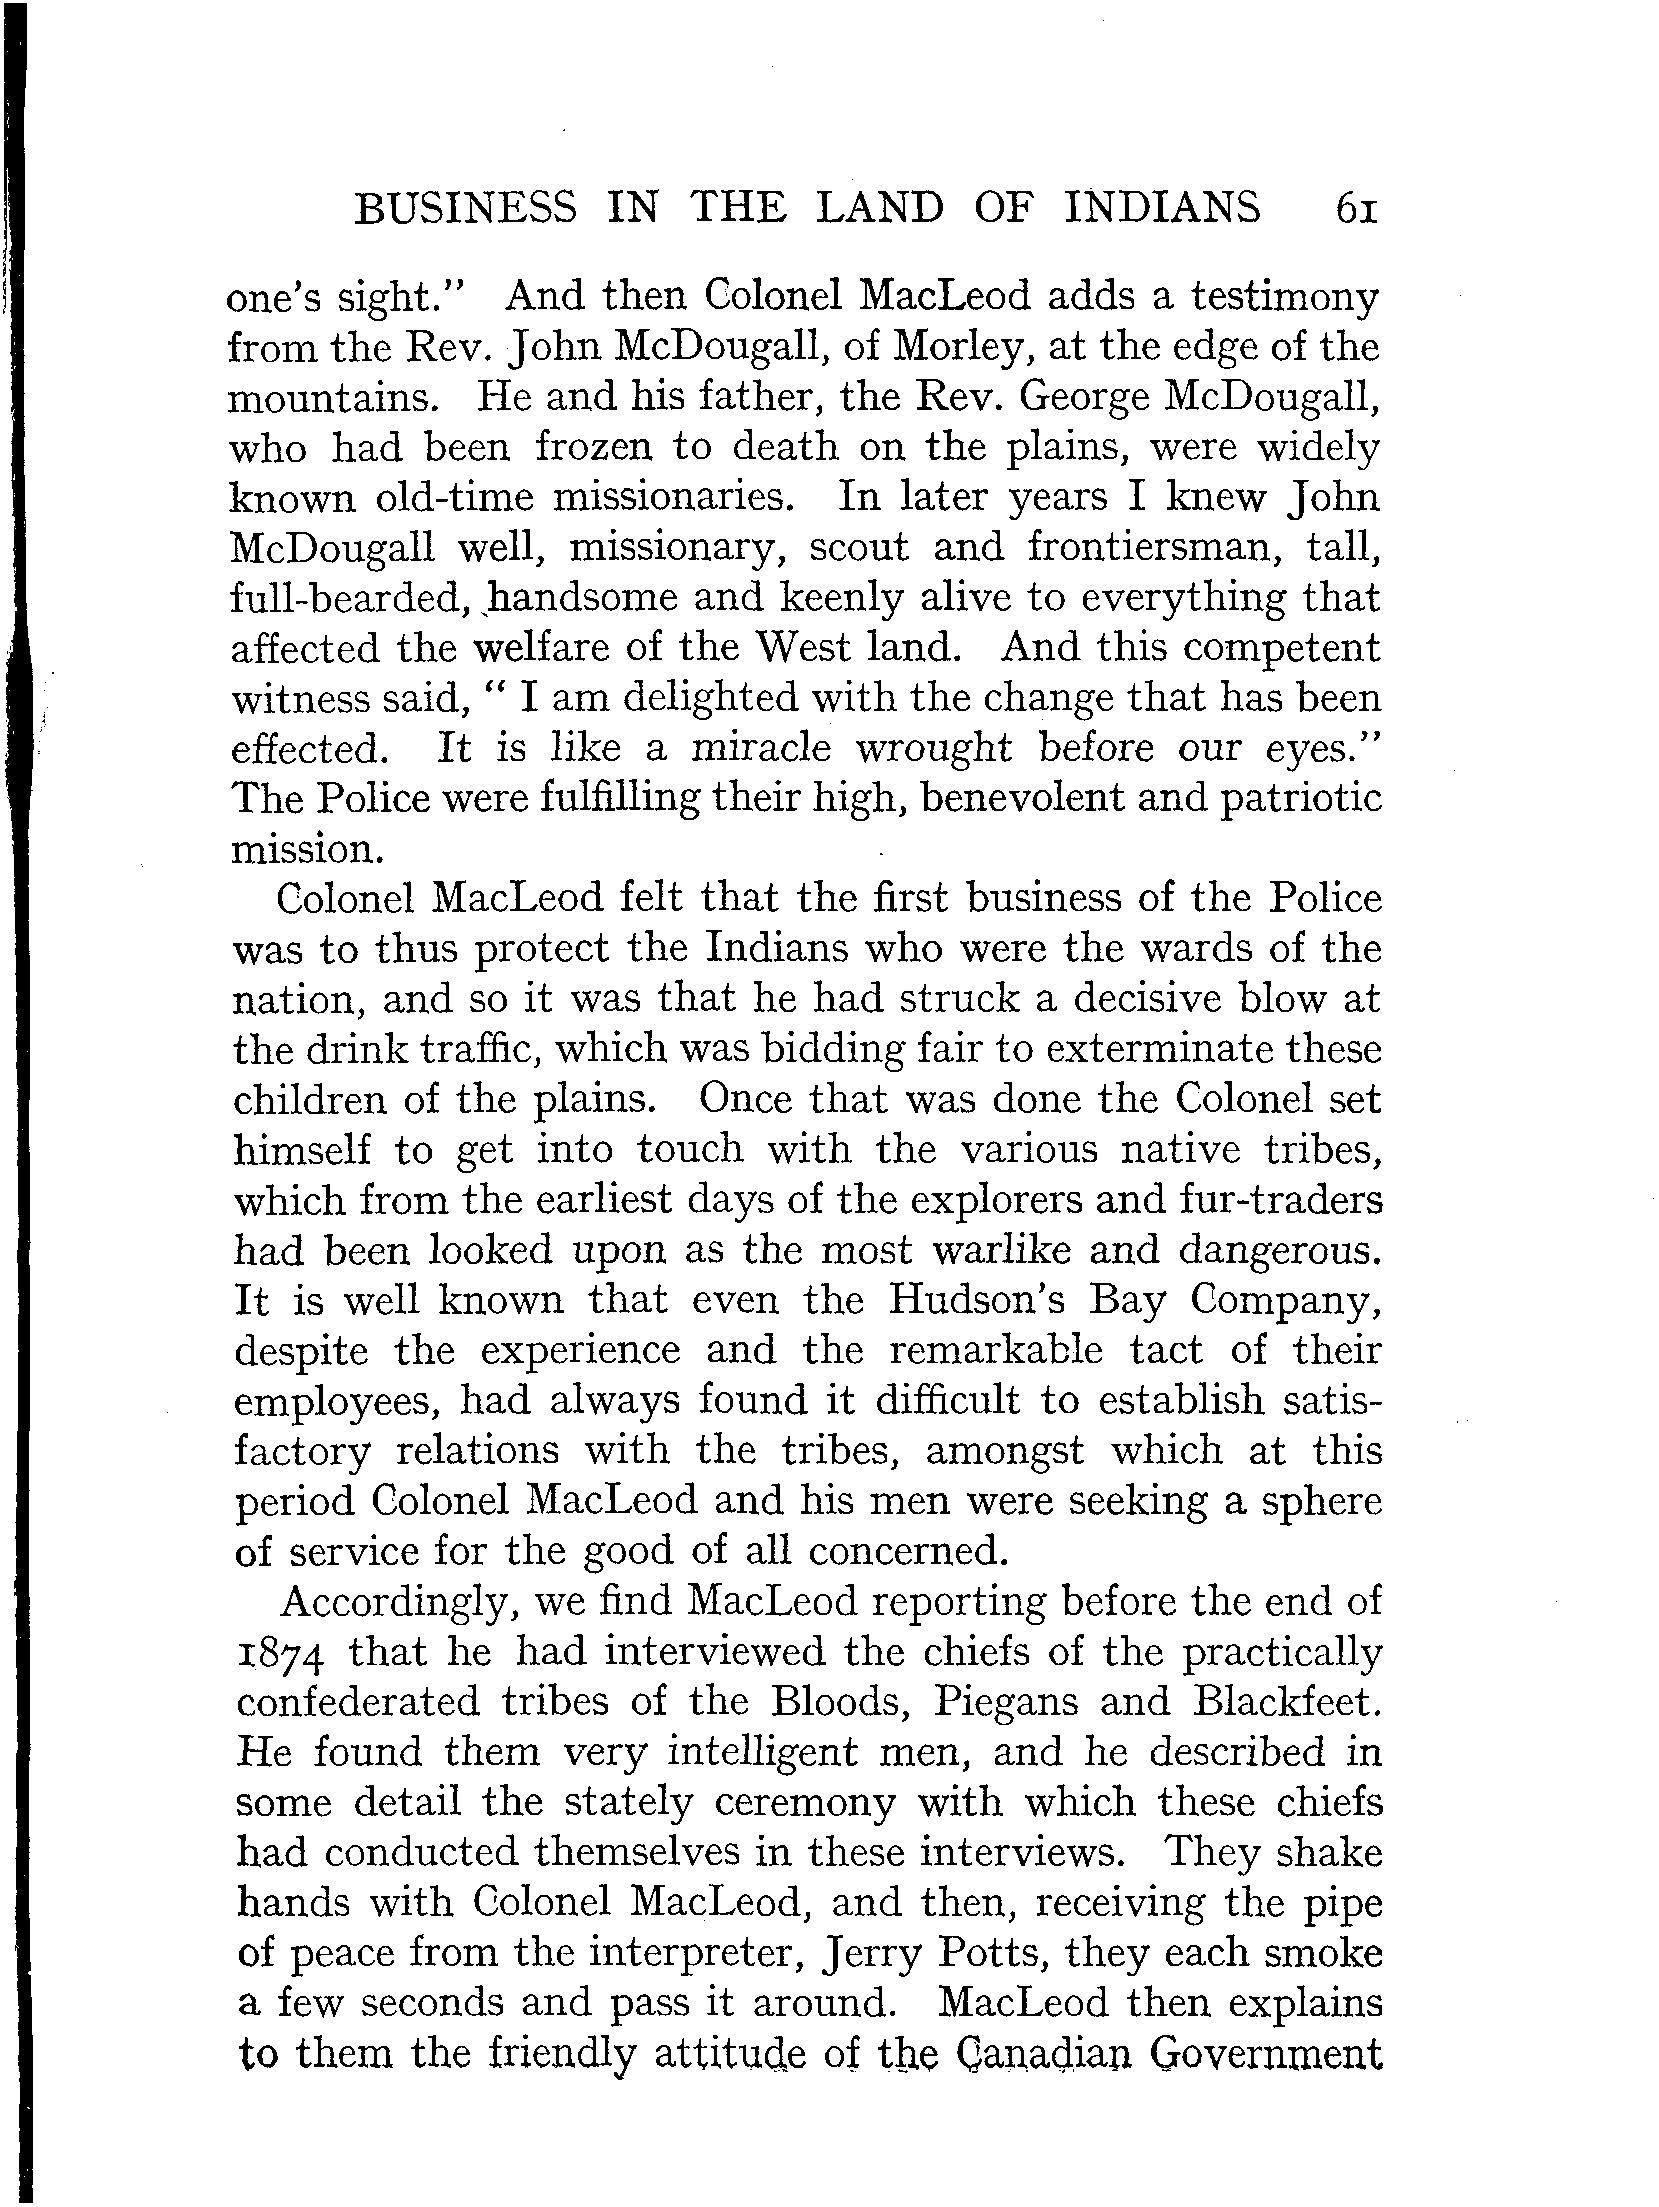 BUSINESS IN THE LAND OF INDIANS 61
one's sight." And then Colonel MacLeod adds a testimony
from the Rev. John McDougall, of Morley, at the edge of the
mountains. He and his father, the Rev. George McDougall,
who had been frozen to death on the plains, were widely
known old-time missionaries. In later years I knew John
McDougall well, missionary, scout and frontiersman, tall,
full-bearded, handsome and keenly alive to everything that
affected the welfare of the West land. And this competent
witness said, " I am delighted with the change that has been
effected. It is like a miracle wrought before our eyes."
The Police were fulfilling their high, benevolent and patriotic
mission.
Colonel MacLeod felt that the first business of the Police
was to thus protect the Indians who were the wards of the
nation, and so it was that he had struck a decisive blow at
the drink traffic, which was bidding fair to exterminate these
children of the plains. Once that was done the Colonel set
himself to get into touch with the various native tribes,
which from the earliest days of the explorers and fur-traders
had been looked upon as the most warlike and dangerous.
It is well known that even the Hudson's Bay Company,
despite the experience and the remarkable tact of their
employees, had always found it difficult to establish satis-
factory relations with the tribes, amongst which at this
period Colonel MacLeod and his men were seeking a sphere
of service for the good of all concerned.
Accordingly, we find MacLeod reporting before the end of
1874 that he had interviewed the chiefs of the practically
confederated tribes of the Bloods, Piegans and Blackfeet.
He found them very intelligent men, and he described in
some detail the stately ceremony with which these chiefs
had conducted themselves in these interviews. They shake
hands with Colonel MacLeod, and then, receiving the pipe
of peace from the interpreter, Jerry Potts, they each smoke
a few seconds and pass it around. MacLeod then explains
to them the friendly attitude of the Canadian Government